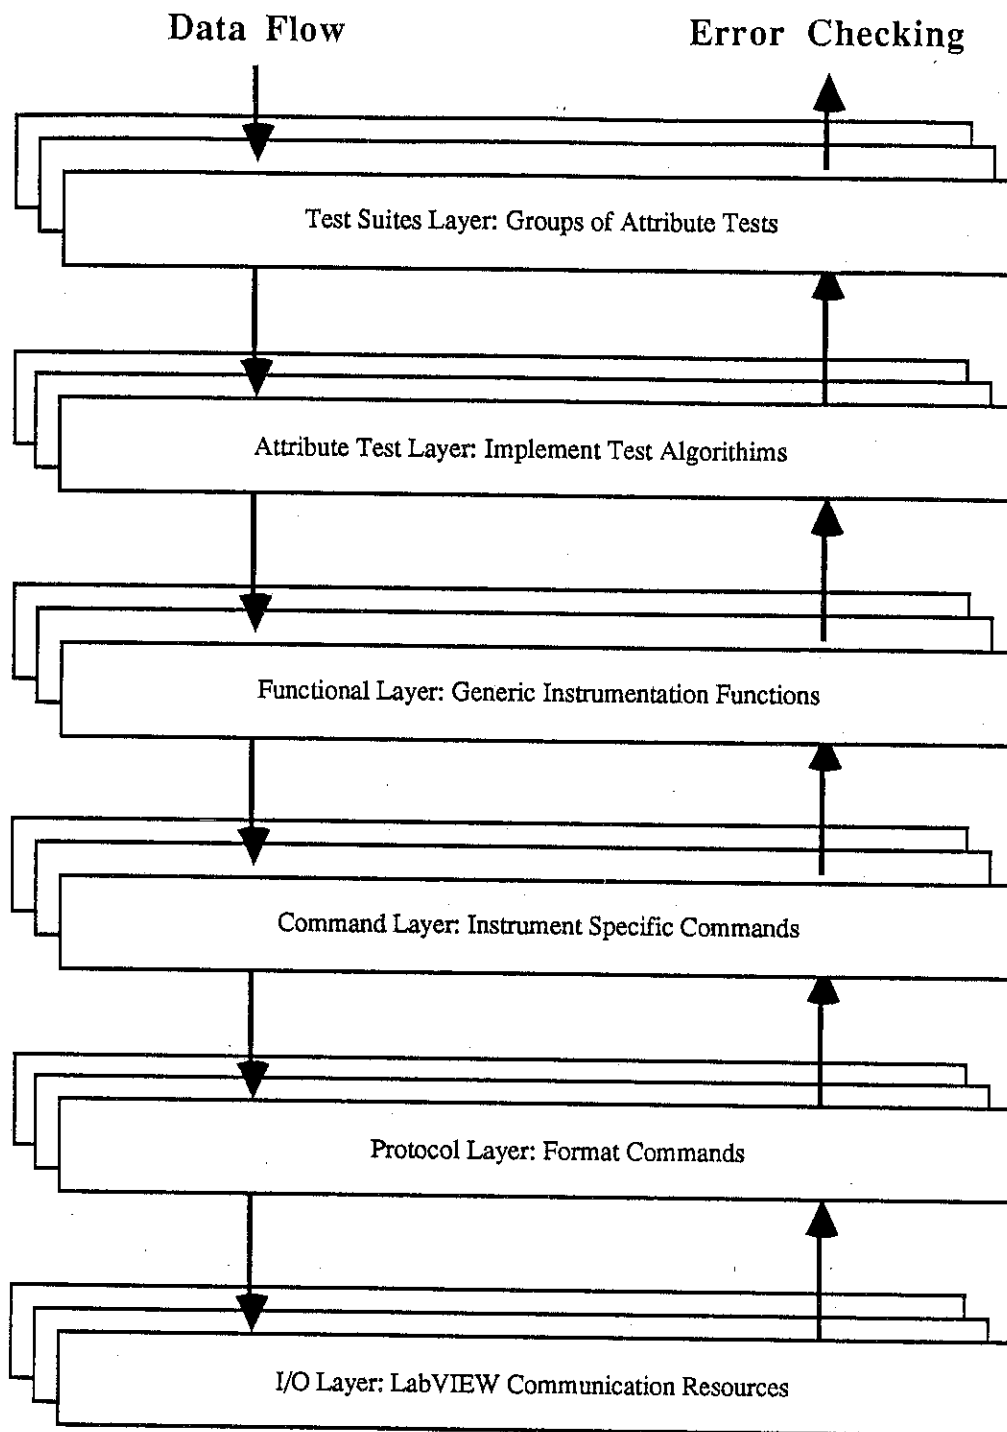 Data Flow
Error Checking
Test Suites Layer: Groups of Attribute Tests
Attribute Test Layer: Implement Test Algorithims
Functional Layer: Generic Instrumentation Functions
Command Layer: Instrument Specific Commands
Protocol Layer: Format Commands
I/O Layer: LabVIEW Communication Resources